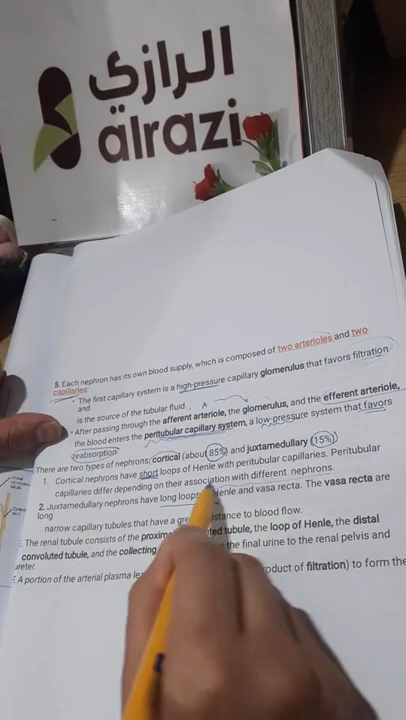 الرازي
alrazi
5. Each nephron has its own blood supply, which is composed of two arterioles and two
capillaries:
• The first capillary system is a high-pressure capillary glomerulus that favors filtration
and
is the source of the tubular fluid
• After passing through the afferent arteriole, the glomerulus, and the efferent arteriole,
the blood enters the peritubular capillary system, a low-pressure system that favors
reabsorption
There are two types of nephrons: cortical (about 85%) and juxtamedullary (15%)
1. Cortical nephrons have short loops of Henle with peritubular capillaries. Peritubular
capillaries differ depending on their association with different nephrons.
2. Juxtamedullary nephrons have long loops Henle and vasa recta. The vasa recta are
long
narrow capillary tubules that have a to blood flow.
The renal tubule consists of the tubule, the loop of Henle, the distal
convoluted tubule, and the collecting the final urine to the renal pelvis and
ureter.
A portion of the arterial plasma of filtration) to form the